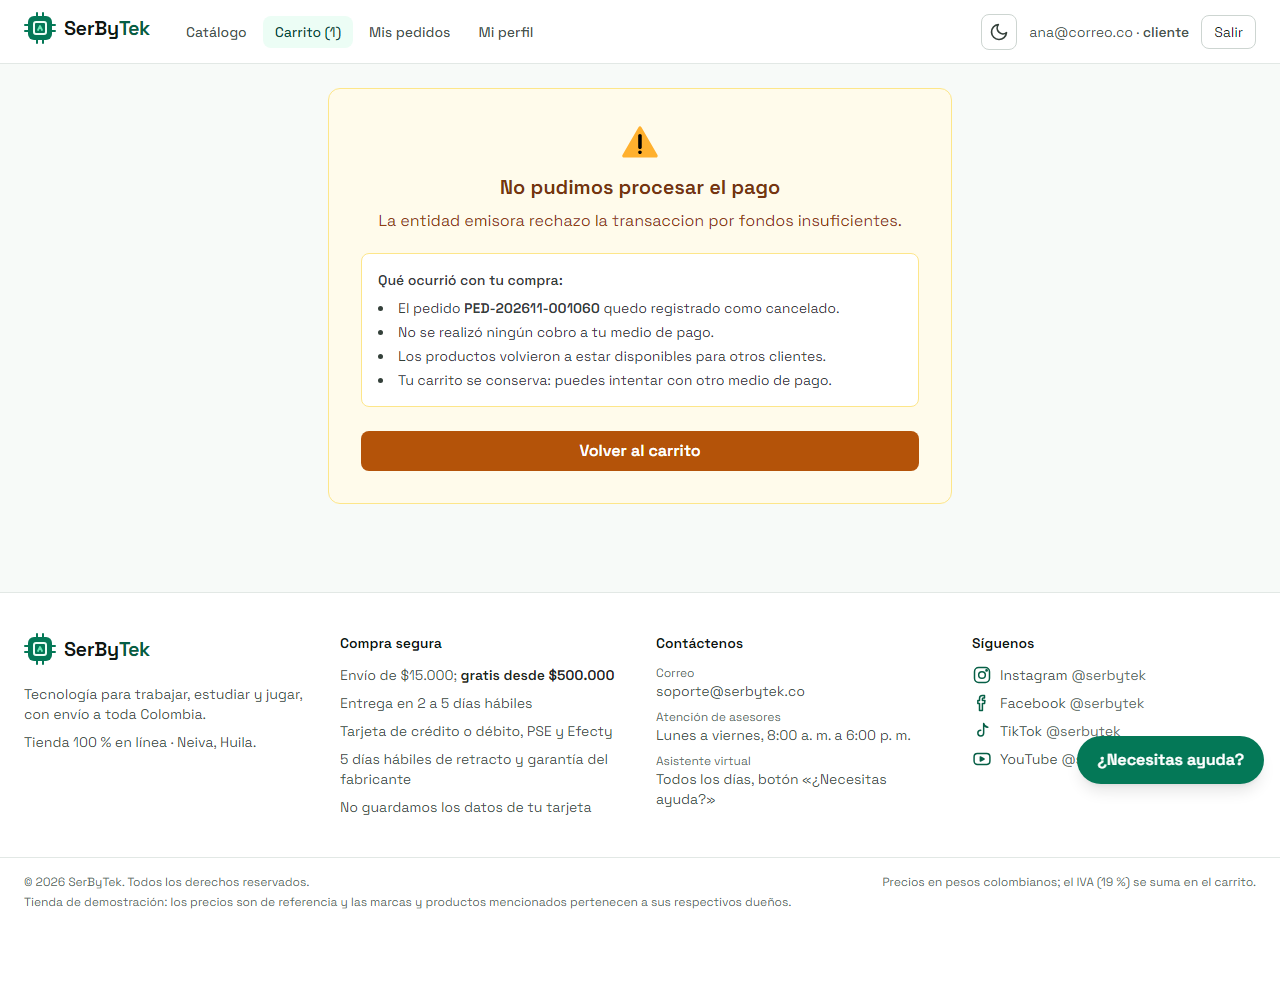 SerByTek
Catálogo
Carrito (1)
Mis pedidos
Mi perfil
ana@correo.co · cliente
Salir
No pudimos procesar el pago
La entidad emisora rechazo la transaccion por fondos insuficientes.
Qué ocurrió con tu compra:
El pedido PED-202611-001060 quedo registrado como cancelado.
No se realizó ningún cobro a tu medio de pago.
Los productos volvieron a estar disponibles para otros clientes.
Tu carrito se conserva: puedes intentar con otro medio de pago.
Volver al carrito
SerByTek
Tecnología para trabajar, estudiar y jugar,
con envío a toda Colombia.
Tienda 100 % en línea · Neiva, Huila.
Compra segura
Envío de $15.000; gratis desde $500.000
Entrega en 2 a 5 días hábiles
Tarjeta de crédito o débito, PSE y Efecty
5 días hábiles de retracto y garantía del
fabricante
No guardamos los datos de tu tarjeta
Contáctenos
Correo
soporte@serbytek.co
Atención de asesores
Lunes a viernes, 8:00 a. m. a 6:00 p. m.
Asistente virtual
Todos los días, botón «¿Necesitas
ayuda?»
Síguenos
Instagram @serbytek
Facebook @serbytek
TikTok @serbytek
YouTube
¿Necesitas ayuda?
© 2026 SerByTek. Todos los derechos reservados.
Precios en pesos colombianos; el IVA (19 %) se suma en el carrito.
Tienda de demostración: los precios son de referencia y las marcas y productos mencionados pertenecen a sus respectivos dueños.